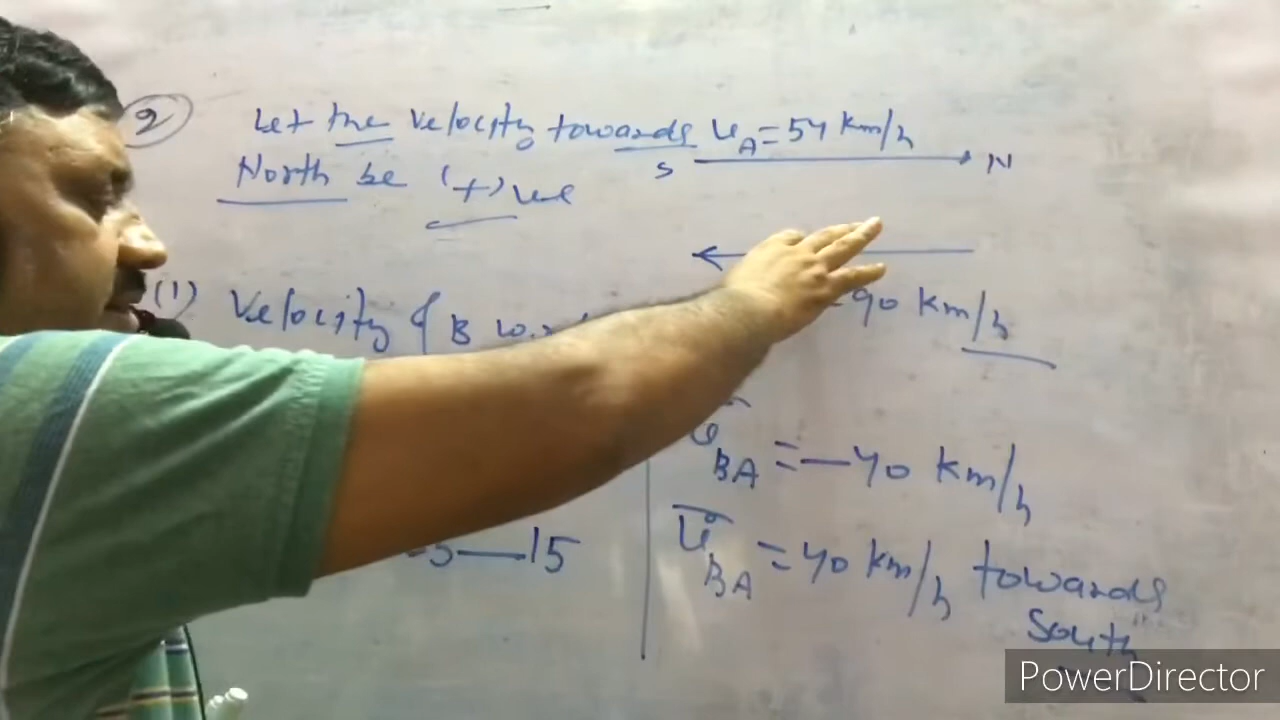 2
Let the velocity towards
North be (+)ve
u_A = 54 km/h
S N
(1) Velocity of B w.r.t
90 km/h
v_BA = -40 km/h
v_BA = 40 km/h towards
South
— 15
PowerDirector